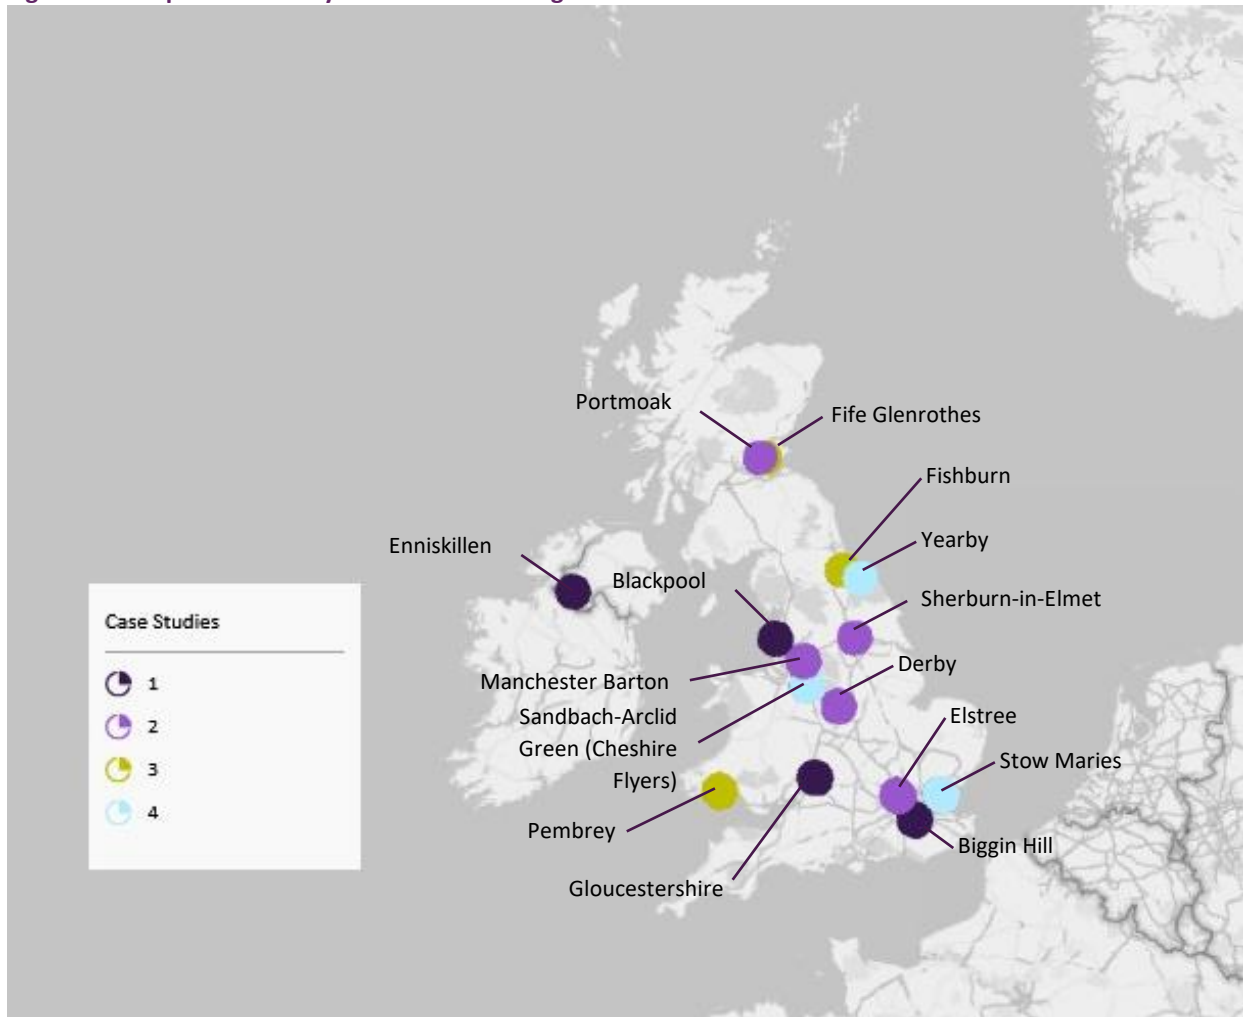 Portmoak
Fife Glenrothes
Fishburn
Enniskillen
Yearby
Blackpool
Sherburn-in-Elmet
Case Studies
Derby
Manchester Barton
1
Sandbach-Arclid
Green (Cheshire
Flyers)
Elstree
2
Stow Maries
3
4
Pembrey
Biggin Hill
Gloucestershire